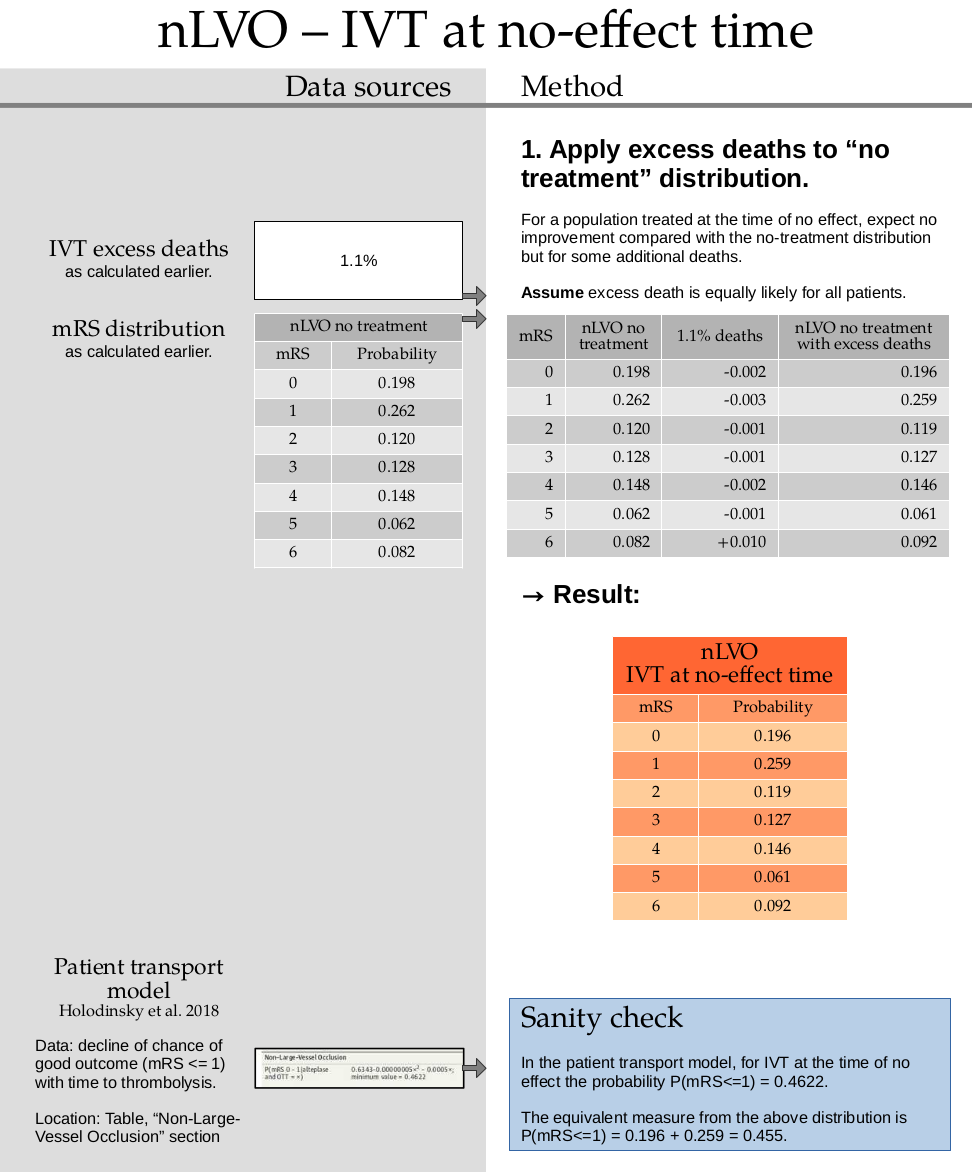 nLVO – IVT at no-effect time
Data sources
Method
1. Apply excess deaths to “no
treatment” distribution.
For a population treated at the time of no effect, expect no
improvement compared with the no-treatment distribution
but for some additional deaths.
Assume excess death is equally likely for all patients.
IVT excess deaths
as calculated earlier.
1.1%
mRS distribution
as calculated earlier.
nLVO no treatment
mRS Probability
0 0.198
1 0.262
2 0.120
3 0.128
4 0.148
5 0.062
6 0.082
mRS nLVO no treatment 1.1% deaths nLVO no treatment with excess deaths
0 0.198 -0.002 0.196
1 0.262 -0.003 0.259
2 0.120 -0.001 0.119
3 0.128 -0.001 0.127
4 0.148 -0.002 0.146
5 0.062 -0.001 0.061
6 0.082 +0.010 0.092
→ Result:
nLVO
IVT at no-effect time
mRS Probability
0 0.196
1 0.259
2 0.119
3 0.127
4 0.146
5 0.061
6 0.092
Patient transport
model
Holodinsky et al. 2018
Data: decline of chance of
good outcome (mRS <= 1)
with time to thrombolysis.
Location: Table, “Non-Large-
Vessel Occlusion” section
Non–Large-Vessel Occlusion
P(mRS 0 - 1|alteplase 0.6343-0.00000005×² – 0.0005×;
and OTT = ×) minimum value = 0.4622
Sanity check
In the patient transport model, for IVT at the time of no
effect the probability P(mRS<=1) = 0.4622.
The equivalent measure from the above distribution is
P(mRS<=1) = 0.196 + 0.259 = 0.455.